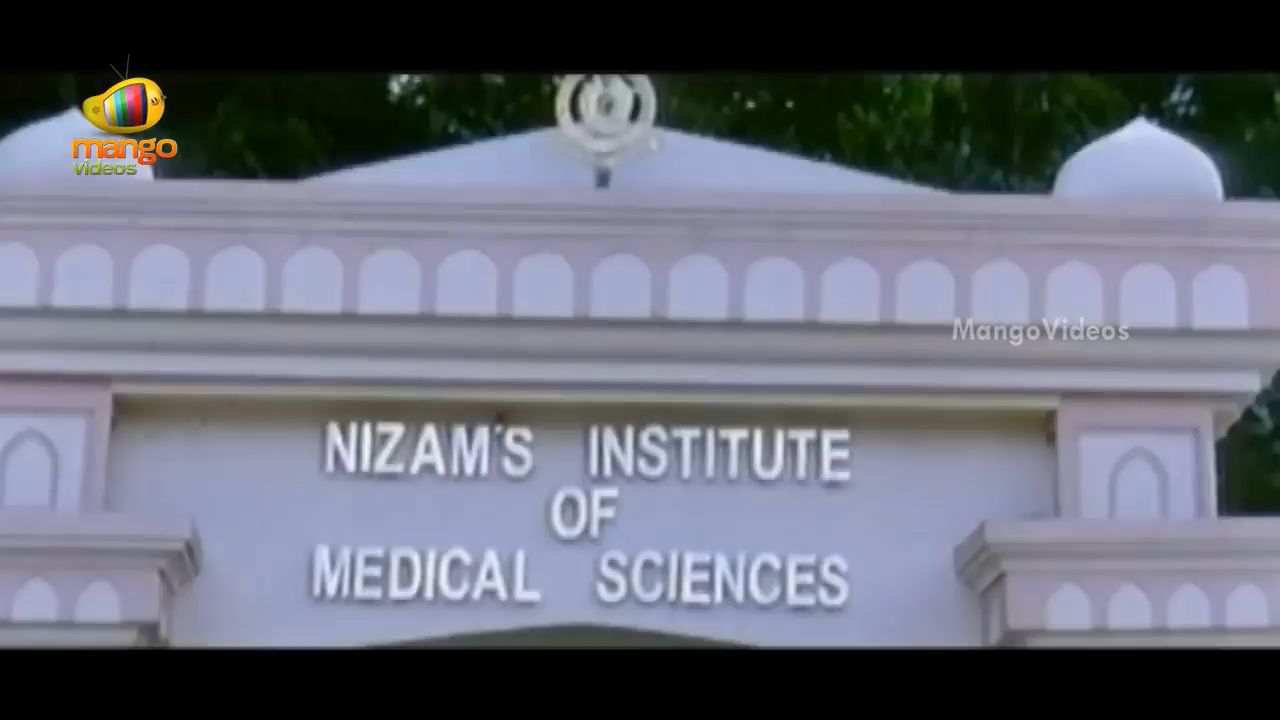 mango
videos
MangoVideos
NIZAM'S INSTITUTE
OF
MEDICAL SCIENCES